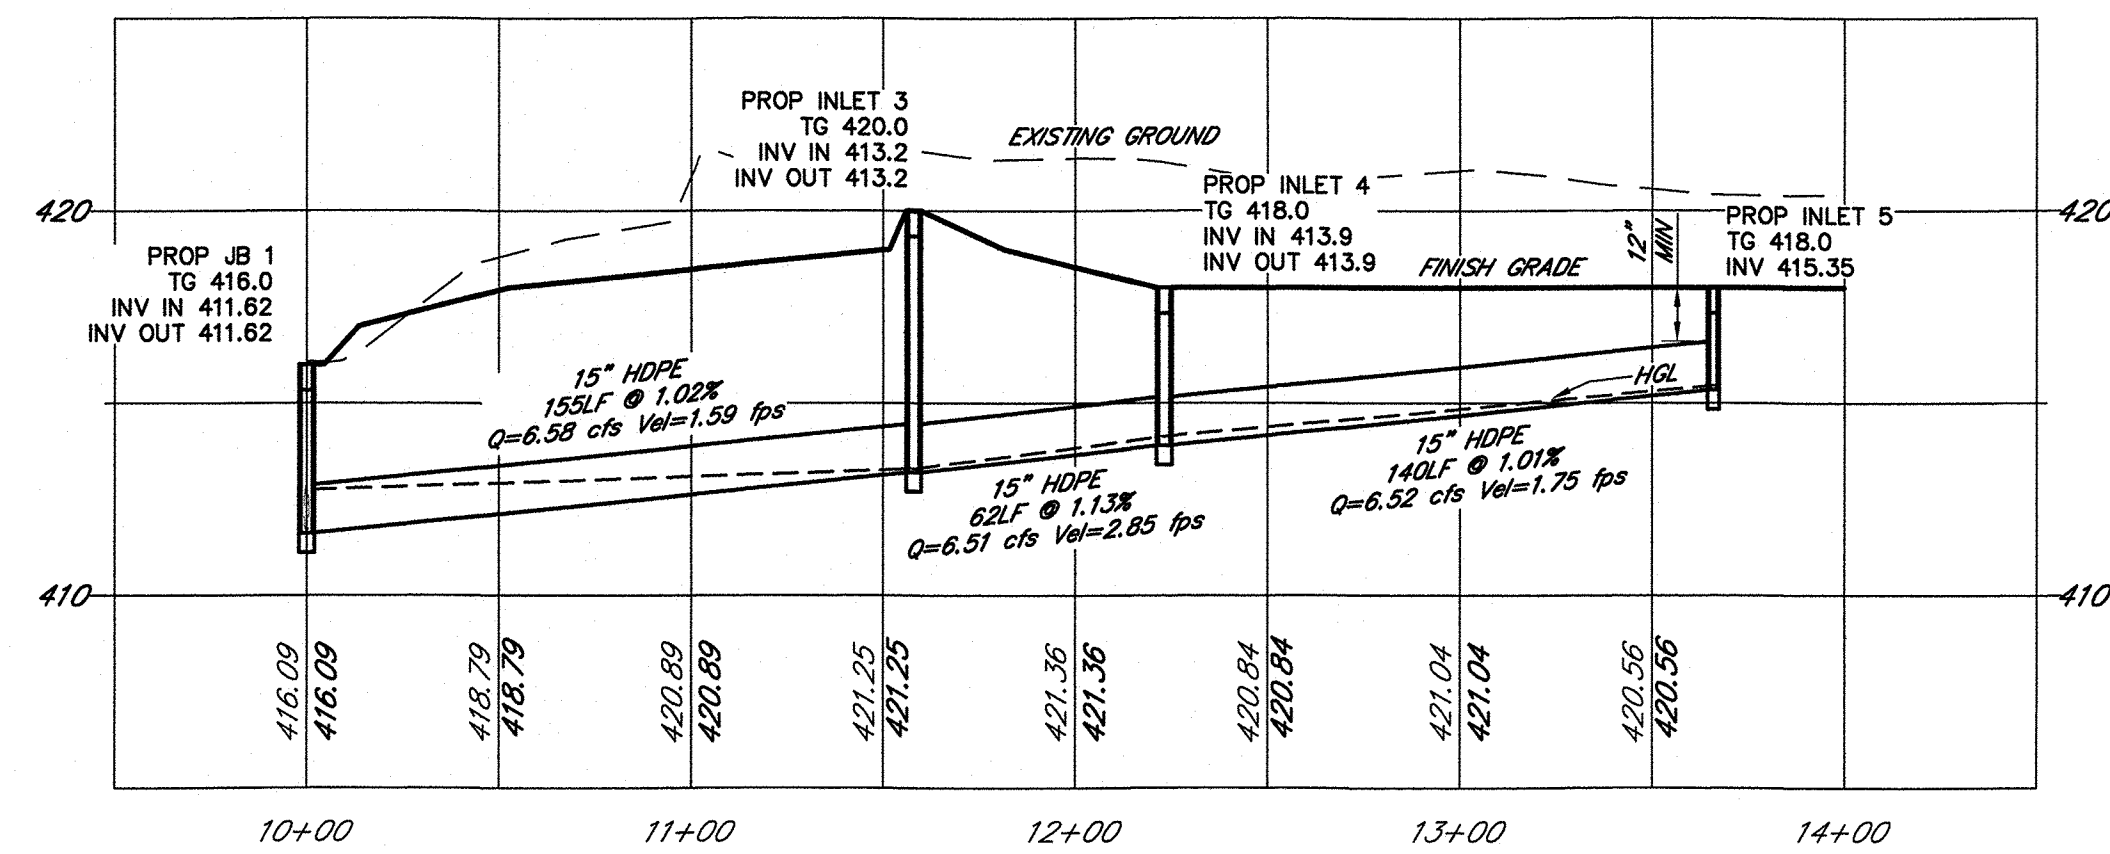 PROP INLET 3
TG 420.0
INV IN 413.2
INV OUT 413.2
EXISTING GROUND
PROP INLET 4
TG 418.0
INV IN 413.9
INV OUT 413.9
420
420
PROP INLET 5
TG 418.0
INV 415.35
12"
MIN
PROP JB 1
TG 416.0
INV IN 411.62
INV OUT 411.62
FINISH GRADE
15" HDPE
155LF @ 1.02%
Q=6.58 cfs Vel=1.59 fps
HGL
15" HDPE
62LF @ 1.13%
Q=6.51 cfs Vel=2.85 fps
15" HDPE
140LF @ 1.01%
Q=6.52 cfs Vel=1.75 fps
410
410
416.09
416.09
418.79
418.79
420.89
420.89
421.25
421.25
421.36
421.36
420.84
420.84
421.04
421.04
420.56
420.56
10+00
11+00
12+00
13+00
14+00